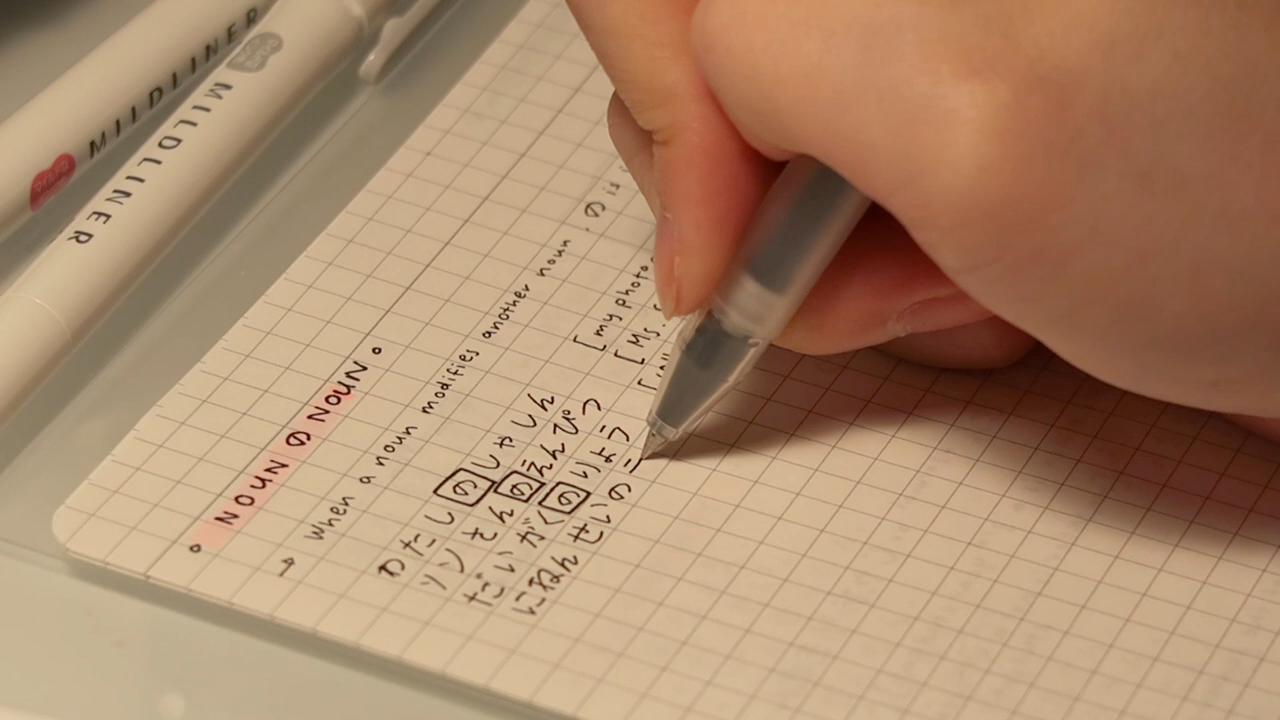 MILDLINER
MILDLINER
NOUN の NOUN
→ When a noun modifies another noun . の is
わたしのしゃしん [my photo
ソンさんのえんぴつ [Ms.
だいがくのりょう
にねんせいの